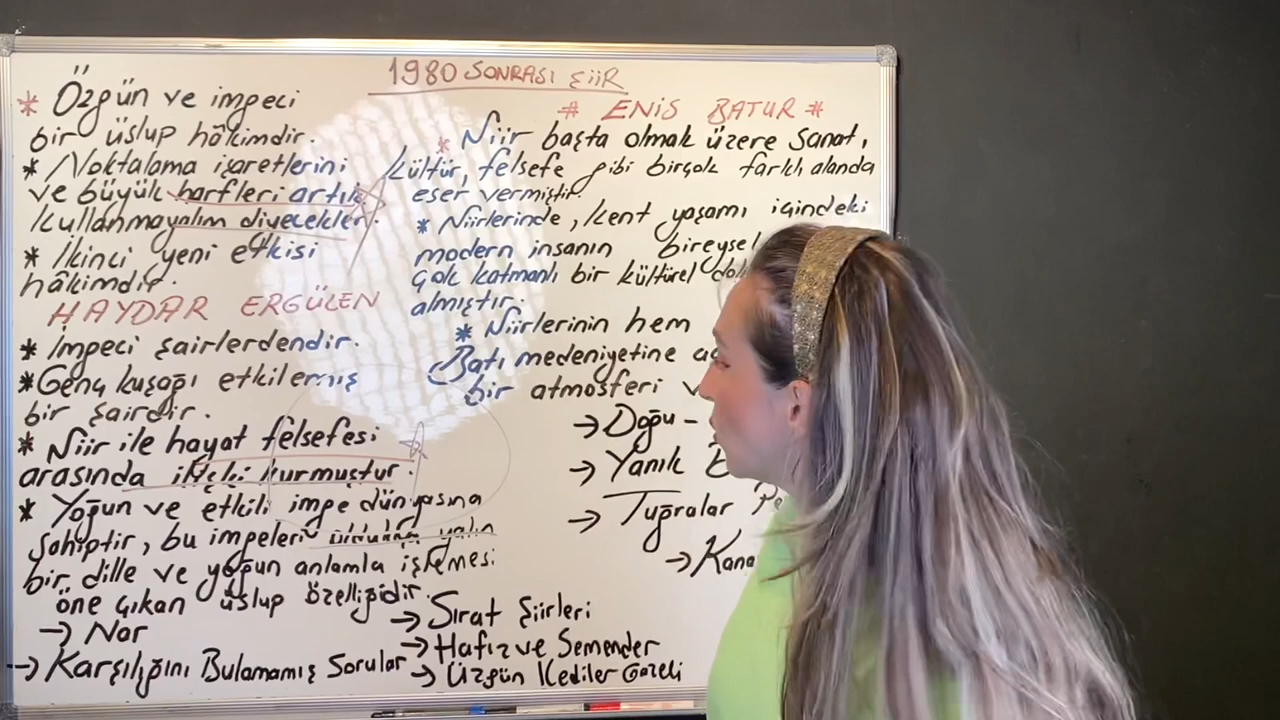 1980 SONRASI ŞİİR
* Özgün ve imgeci
bir üslup hâkimdir.
* Noktalama işaretlerini
ve büyük harfleri artık
kullanmayalım diyecekler.
* İkinci yeni etkisi
hâkimdir.
HAYDAR ERGÜLEN
* İmgeci şairlerdendir.
* Genç kuşağı etkilemiş
bir şairdir.
* Şiir ile hayat felsefesi
arasında ilişki kurmuştur.
* Yoğun ve etkili imge dünyasına
sahiptir, bu imgeleri oldukça yalın
bir dille ve yoğun anlamla işlemesi
öne çıkan üslup özelliğidir.
→ Nar
→ Karşılığını Bulamamış Sorular
→ Sırat Şiirleri
→ Hafız ve Semender
→ Üzgün Kediler Gazeli
# ENİS BATUR #
* Şiir başta olmak üzere sanat,
kültür, felsefe gibi birçok farklı alanda
eser vermiştir.
* Şiirlerinde, kent yaşamı içindeki
modern insanın bireysel
çok katmanlı bir kültürel
almıştır.
* Şiirlerinin hem
Batı medeniyetine
bir atmosferi
→ Doğu -
→ Yanık
→ Tuğralar
→ Kana